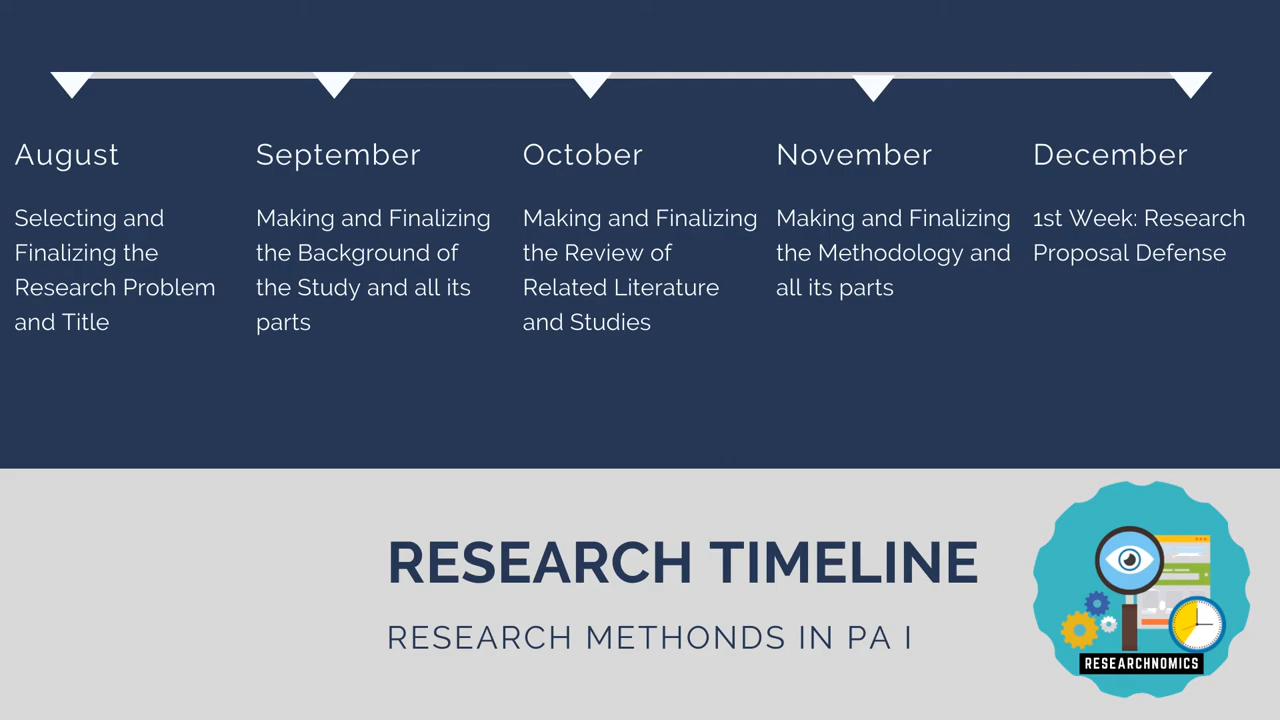 August
Selecting and
Finalizing the
Research Problem
and Title
September
Making and Finalizing
the Background of
the Study and all its
parts
October
Making and Finalizing
the Review of
Related Literature
and Studies
November
Making and Finalizing
the Methodology and
all its parts
December
1st Week: Research
Proposal Defense
RESEARCH TIMELINE
RESEARCH METHONDS IN PA I
RESEARCHNOMICS